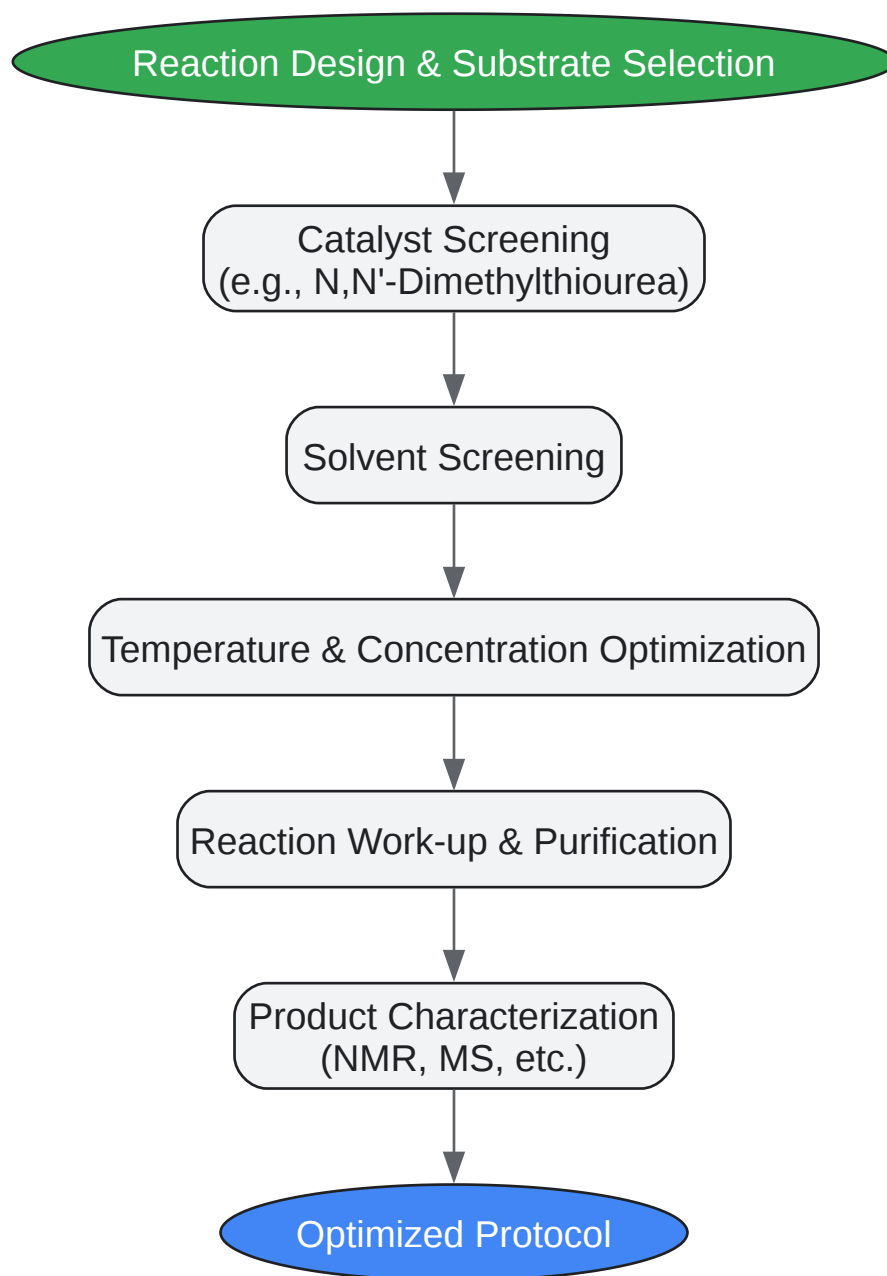 Reaction Design & Substrate Selection
Catalyst Screening
(e.g., N,N'-Dimethylthiourea)
Solvent Screening
Temperature & Concentration Optimization
Reaction Work-up & Purification
Product Characterization
(NMR, MS, etc.)
Optimized Protocol